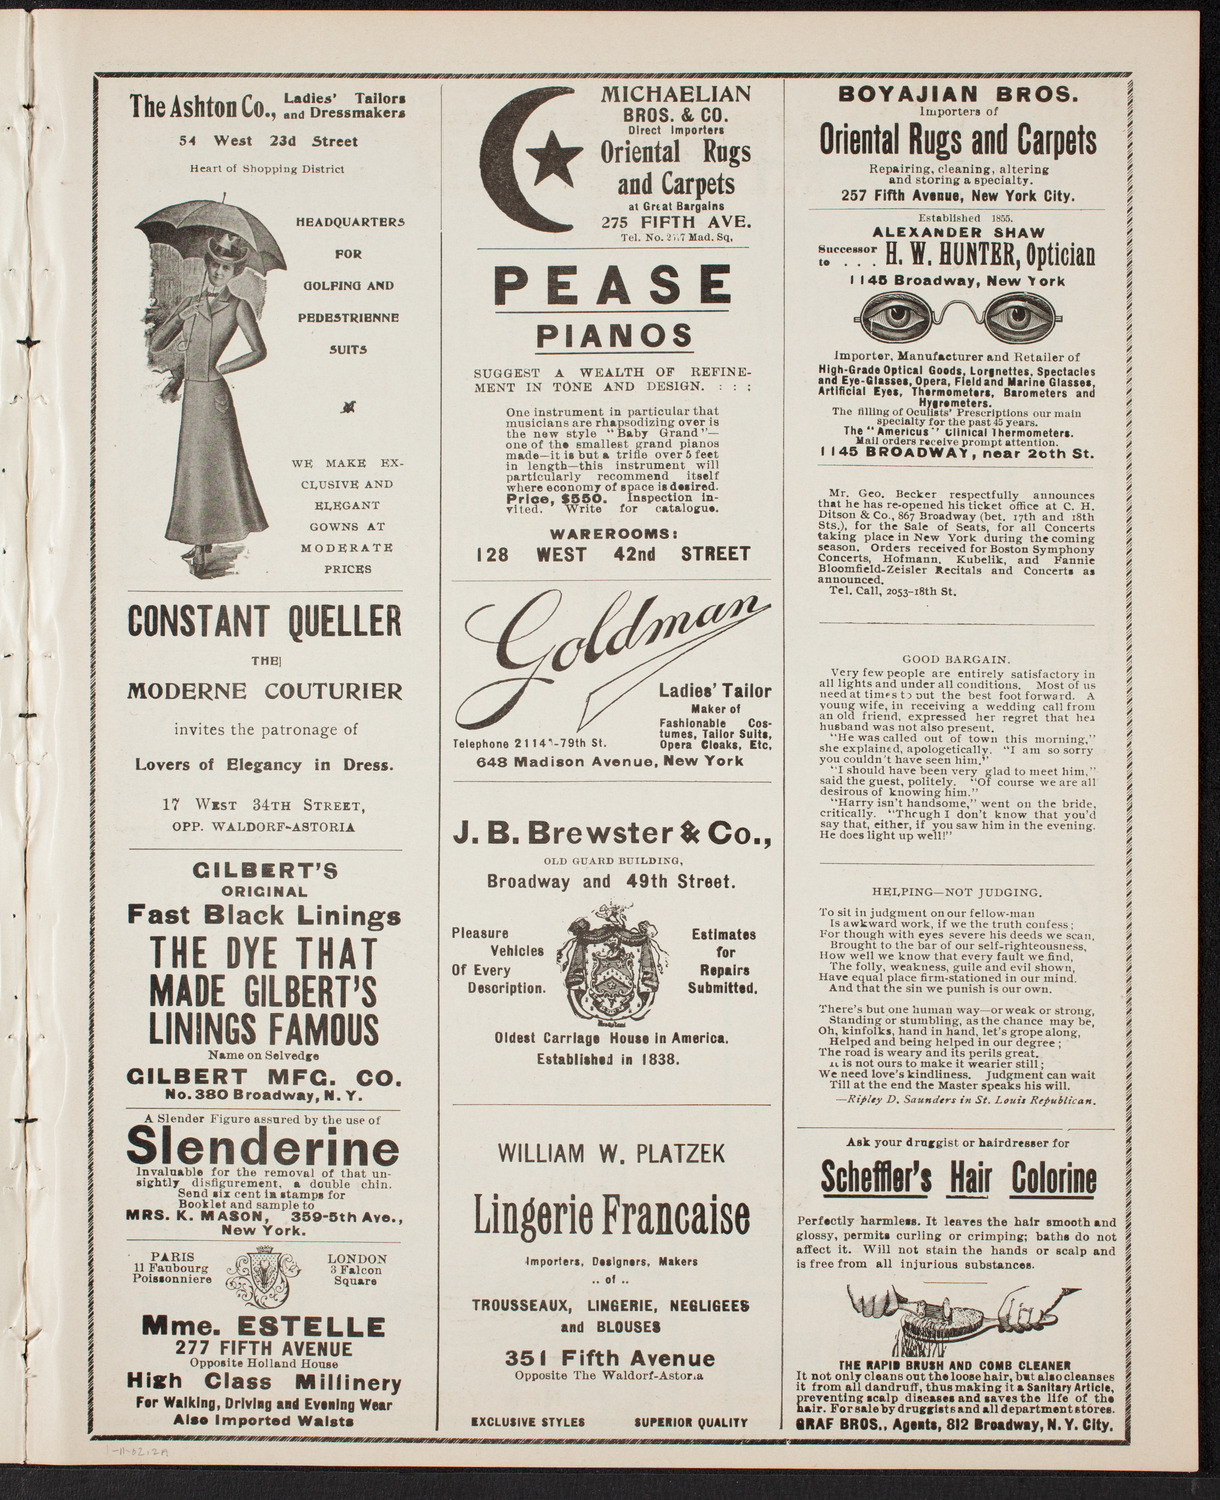 The Ashton Co., Ladies' Tailors and Dressmakers
54 West 23d Street
Heart of Shopping District
HEADQUARTERS
FOR
GOLFING AND
PEDESTRIENNE
SUITS
WE MAKE EX-
CLUSIVE AND
ELEGANT
GOWNS AT
MODERATE
PRICES
CONSTANT QUELLER
THE
MODERNE COUTURIER
invites the patronage of
Lovers of Elegancy in Dress.
17 WEST 34TH STREET,
OPP. WALDORF-ASTORIA
GILBERT'S
ORIGINAL
Fast Black Linings
THE DYE THAT
MADE GILBERT'S
LININGS FAMOUS
Name on Selvedge
GILBERT MFG. CO.
No. 380 Broadway, N. Y.
A Slender Figure assured by the use of
Slenderine
Invaluable for the removal of that un-
sightly disfigurement, a double chin.
Send six cent in stamps for
Booklet and sample to
MRS. K. MASON, 359-5th Ave.,
New York.
PARIS
11 Faubourg
Poissonniere
LONDON
3 Falcon
Square
Mme. ESTELLE
277 FIFTH AVENUE
Opposite Holland House
High Class Millinery
For Walking, Driving and Evening Wear
Also Imported Waists
MICHAELIAN
BROS. & CO.
Direct Importers
Oriental Rugs
and Carpets
at Great Bargains
275 FIFTH AVE.
Tel. No. Mad. Sq.
PEASE
PIANOS
SUGGEST A WEALTH OF REFINE-
MENT IN TONE AND DESIGN. : : :
One instrument in particular that
musicians are rhapsodizing over is
the new style "Baby Grand"—
one of the smallest grand pianos
made—it is but a trifle over 5 feet
in length—this instrument will
particularly recommend itself
where economy of space is desired.
Price, $550. Inspection in-
vited. Write for catalogue.
WAREROOMS:
128 WEST 42nd STREET
Goldman
Ladies' Tailor
Maker of
Fashionable Cos-
tumes, Tailor Suits,
Opera Cloaks, Etc.
Telephone 2114-79th St.
648 Madison Avenue, New York
J. B. Brewster & Co.,
OLD GUARD BUILDING,
Broadway and 49th Street.
Pleasure
Vehicles
Of Every
Description.
Estimates
for
Repairs
Submitted.
Oldest Carriage House in America.
Established in 1838.
WILLIAM W. PLATZEK
Lingerie Francaise
Importers, Designers, Makers
.. of ..
TROUSSEAUX, LINGERIE, NEGLIGEES
and BLOUSES
351 Fifth Avenue
Opposite The Waldorf-Astoria
EXCLUSIVE STYLES SUPERIOR QUALITY
BOYAJIAN BROS.
Importers of
Oriental Rugs and Carpets
Repairing, cleaning, altering
and storing a specialty.
257 Fifth Avenue, New York City.
Established 1855.
ALEXANDER SHAW
Successor to . . . H. W. HUNTER, Optician
1145 Broadway, New York
Importer, Manufacturer and Retailer of
High-Grade Optical Goods, Lorgnettes, Spectacles
and Eye-Glasses, Opera, Field and Marine Glasses,
Artificial Eyes, Thermometers, Barometers and
Hygrometers.
The filling of Oculists' Prescriptions our main
specialty for the past 45 years.
The "Americus" Clinical Thermometers.
Mail orders receive prompt attention.
1145 BROADWAY, near 26th St.
Mr. Geo. Becker respectfully announces
that he has re-opened his ticket office at C. H.
Ditson & Co., 867 Broadway (bet. 17th and 18th
Sts.), for the Sale of Seats, for all Concerts
taking place in New York during the coming
season. Orders received for Boston Symphony
Concerts, Hofmann, Kubelik, and Fannie
Bloomfield-Zeisler Recitals and Concerts as
announced.
Tel. Call, 2053-18th St.
GOOD BARGAIN.
Very few people are entirely satisfactory in
all lights and under all conditions. Most of us
need at times to put the best foot forward. A
young wife, in receiving a wedding call from
an old friend, expressed her regret that her
husband was not also present.
"He was called out of town this morning,"
she explained, apologetically. "I am so sorry
you couldn't have seen him."
"I should have been very glad to meet him,"
said the guest, politely. "Of course we are all
desirous of knowing him."
"Harry isn't handsome," went on the bride,
critically. "Though I don't know that you'd
say that, either, if you saw him in the evening.
He does light up well!"
HELPING—NOT JUDGING.
To sit in judgment on our fellow-man
Is awkward work, if we the truth confess;
For though with eyes severe his deeds we scan,
Brought to the bar of our self-righteousness,
How well we know that every fault we find,
The folly, weakness, guile and evil shown,
Have equal place firm-stationed in our mind.
And that the sin we punish is our own.
There's but one human way—or weak or strong,
Standing or stumbling, as the chance may be,
Oh, kinfolks, hand in hand, let's grope along,
Helped and being helped in our degree;
The road is weary and its perils great.
It is not ours to make it wearier still;
We need love's kindliness. Judgment can wait
Till at the end the Master speaks his will.
—Ripley D. Saunders in St. Louis Republican.
Ask your druggist or hairdresser for
Scheffler's Hair Colorine
Perfectly harmless. It leaves the hair smooth and
glossy, permits curling or crimping; baths do not
affect it. Will not stain the hands or scalp and
is free from all injurious substances.
THE RAPID BRUSH AND COMB CLEANER
It not only cleans out the loose hair, but also cleanses
it from all dandruff, thus making it a Sanitary Article,
preventing scalp diseases and saves the life of the
hair. For sale by druggists and all department stores.
GRAF BROS., Agents, 812 Broadway, N. Y. City.